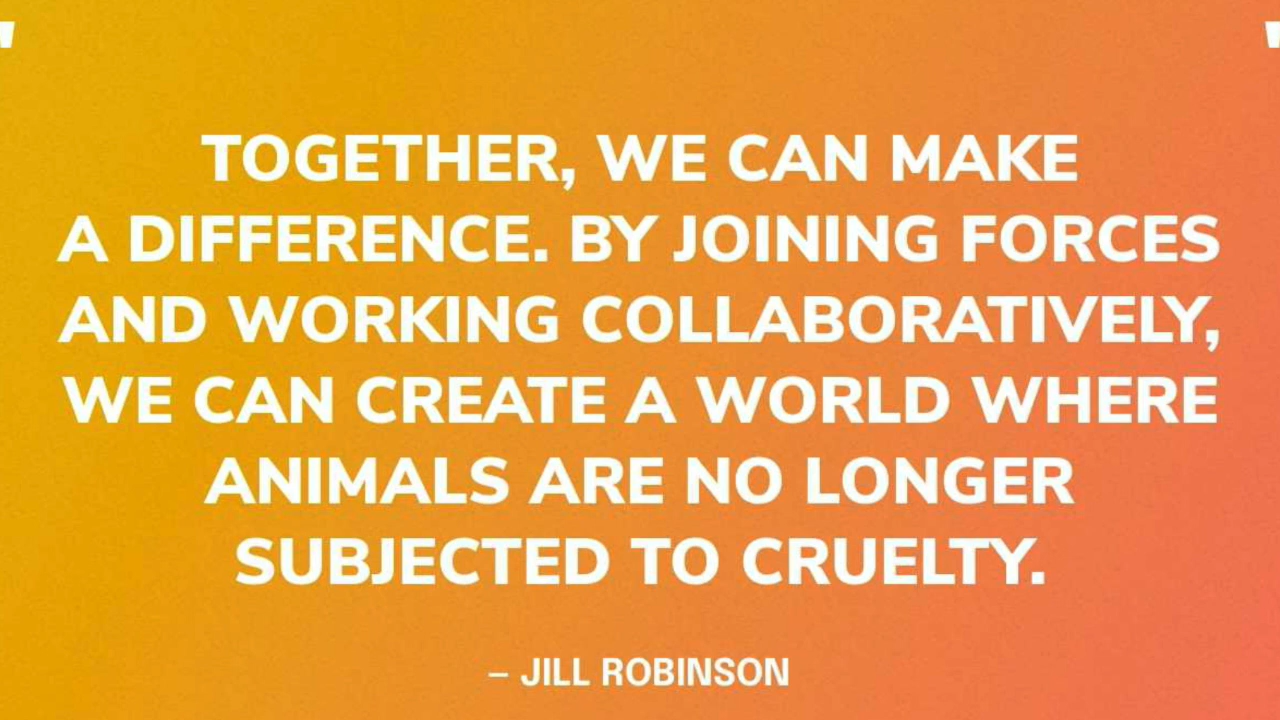 TOGETHER, WE CAN MAKE
A DIFFERENCE. BY JOINING FORCES
AND WORKING COLLABORATIVELY,
WE CAN CREATE A WORLD WHERE
ANIMALS ARE NO LONGER
SUBJECTED TO CRUELTY.
– JILL ROBINSON